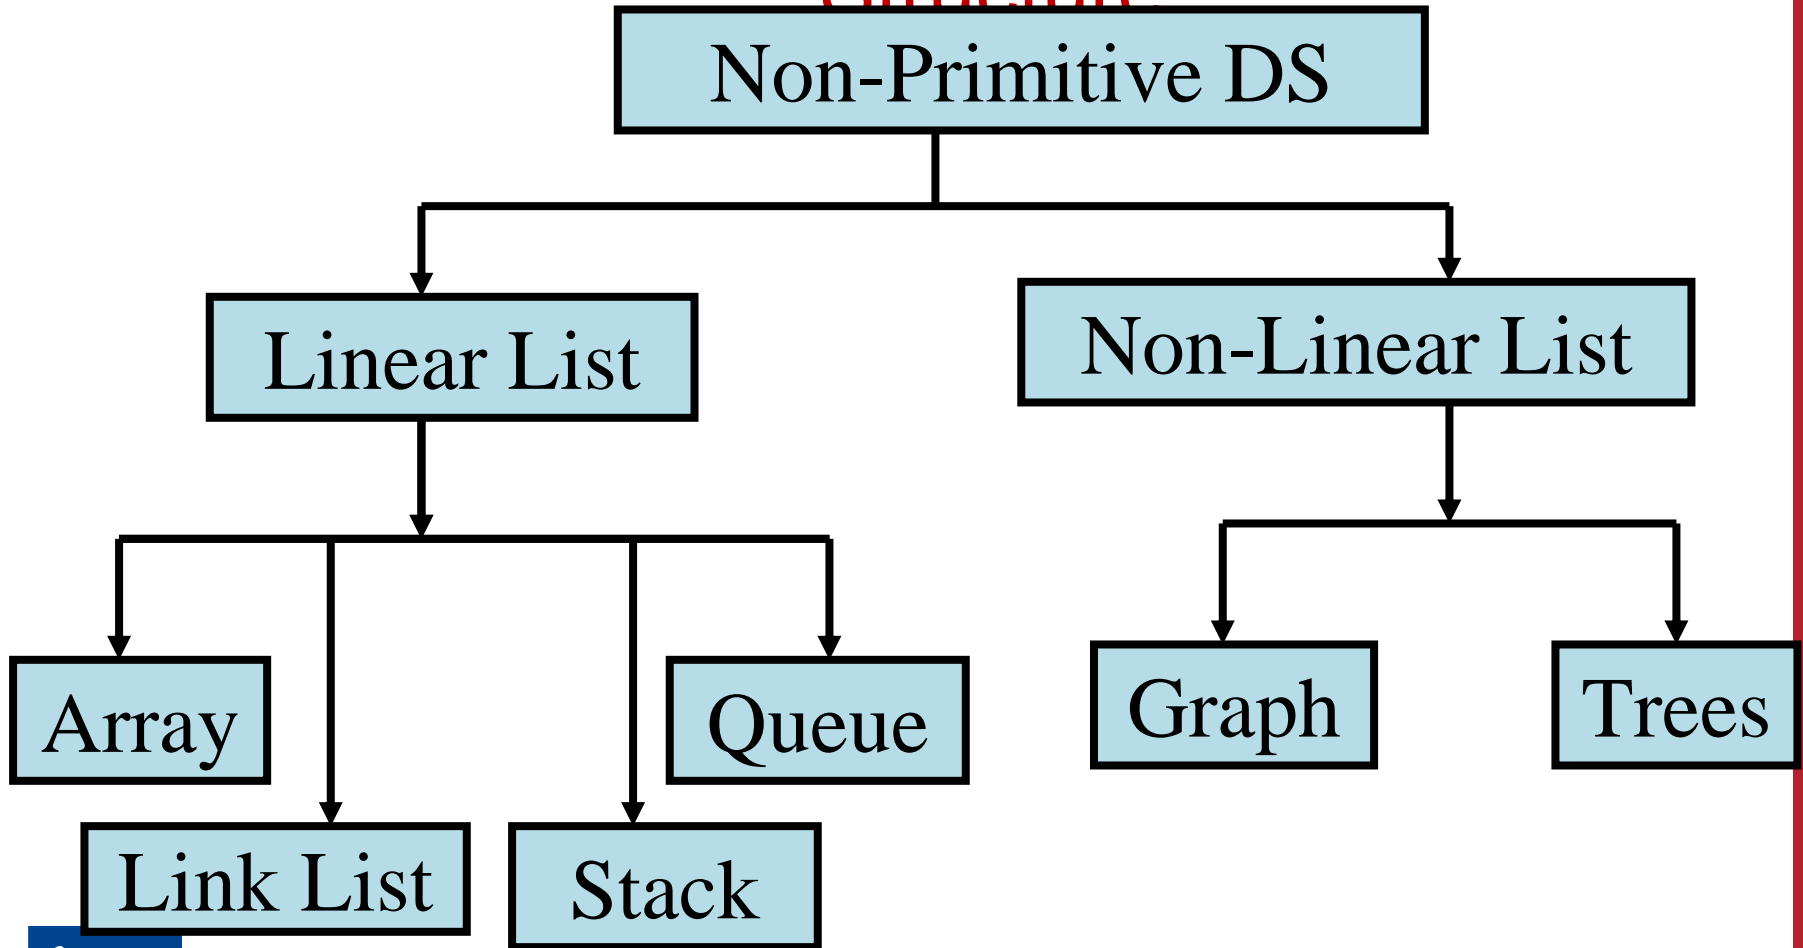 Non-Primitive DS
Linear List
Non-Linear List
Array
Queue
Graph
Trees
Link List
Stack